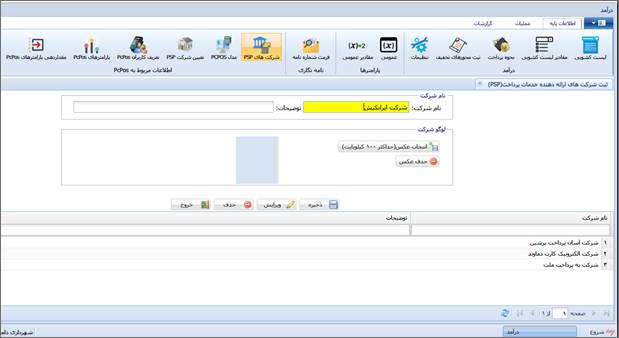 درآمد
اطلاعات پایه عملیات گزارشات
لیست کشویی مقادیر لیست کشویی نحوه پرداخت ثبت مجوزهای تخفیف تنظیمات عمومی مقادیر عمومی فرمت شماره نامه شرکت های PSP مدل PCPOS تعیین شرکت PSP تعریف کاربران PcPos پارامترهای PcPos مقداردهی پارامترهای PcPos
درآمد پارامترها نامه نگاری اطلاعات مربوط به PcPos
ثبت شرکت های ارائه دهنده خدمات پرداخت(PSP)
نام شرکت
نام شرکت: شرکت ایرانکیش توضیحات:
لوگو شرکت
انتخاب عکس(حداکثر ۱۰۰ کیلوبایت)
حذف عکس
ذخیره ویرایش حذف خروج
نام شرکت توضیحات
۱ شرکت آسان پرداخت پرشین
۲ شرکت الکترونیک کارت دماوند
۳ شرکت به پرداخت ملت
صفحه ۱ از ۱
شروع درآمد شهرداری